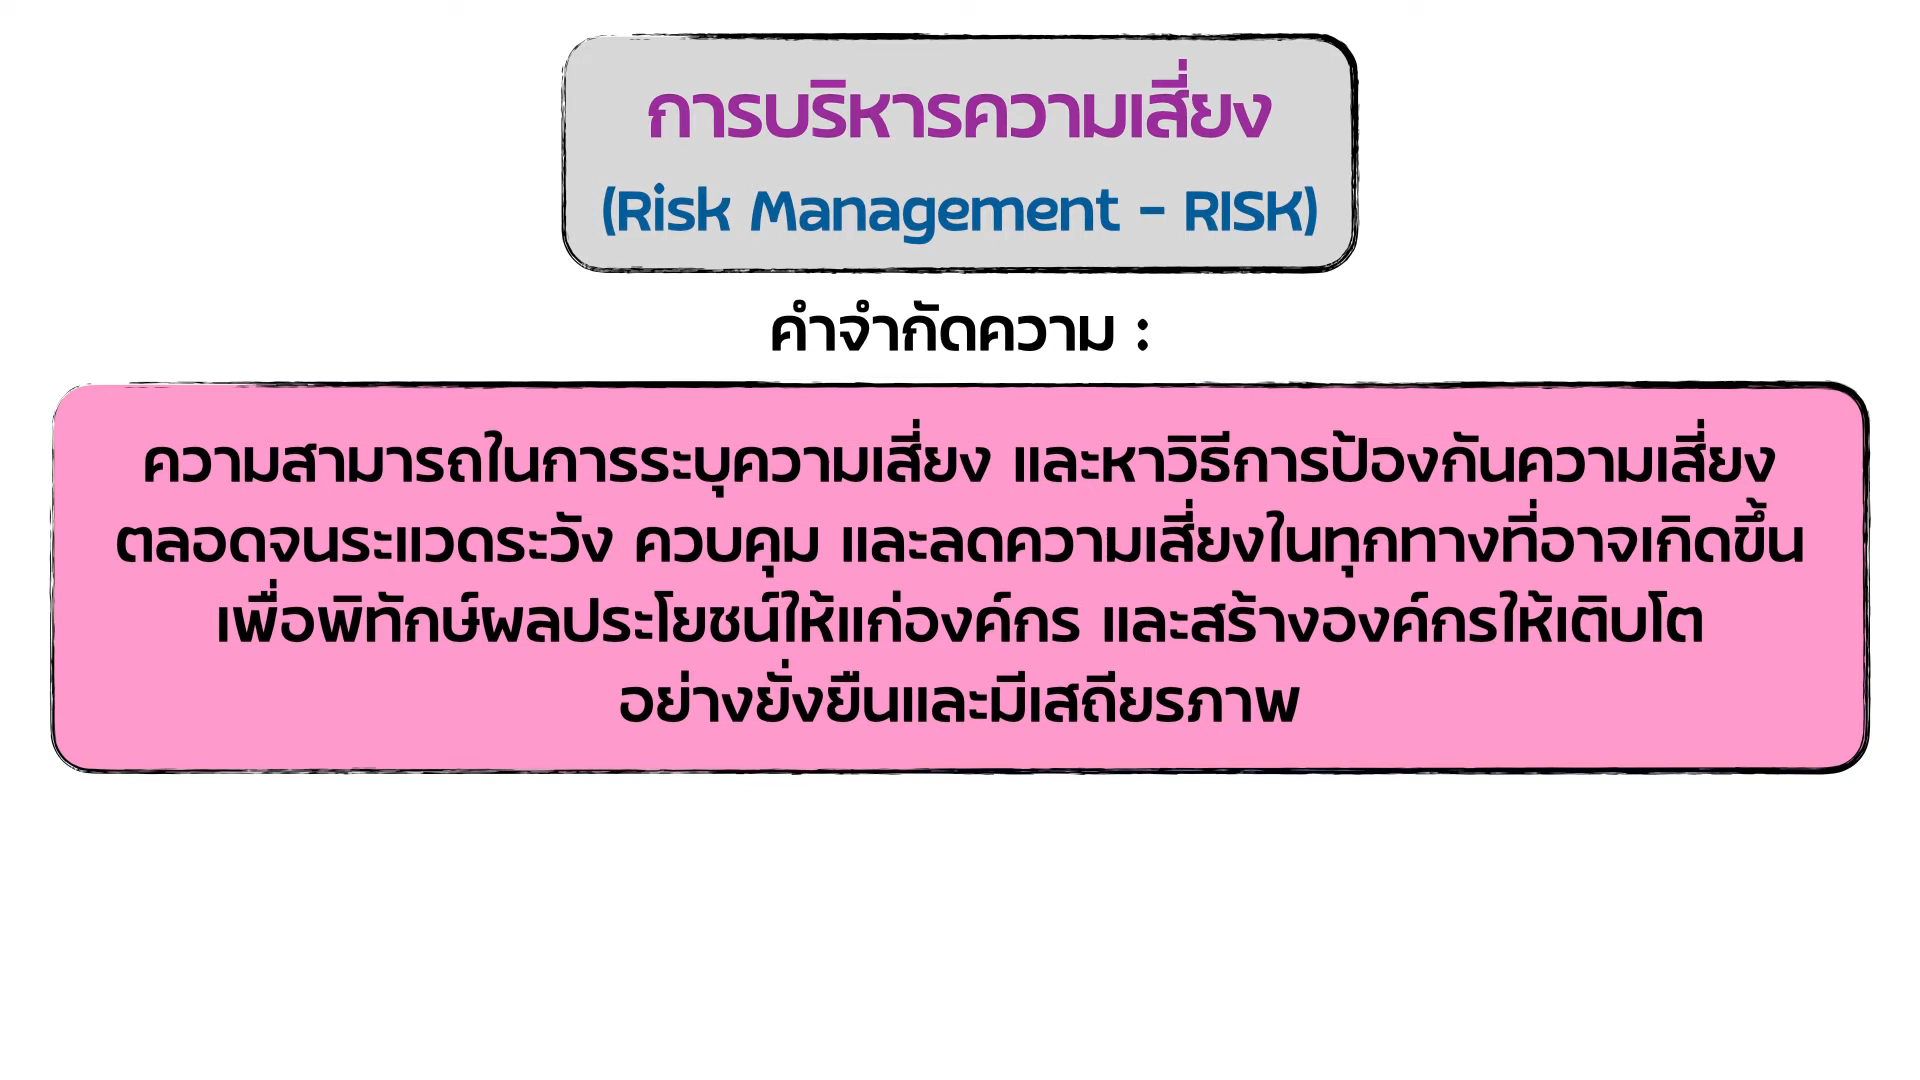 การบริหารความเสี่ยง
(Risk Management - RISK)
คำจำกัดความ :
ความสามารถในการระบุความเสี่ยง และหาวิธีการป้องกันความเสี่ยง
ตลอดจนระแวดระวัง ควบคุม และลดความเสี่ยงในทุกทางที่อาจเกิดขึ้น
เพื่อพิทักษ์ผลประโยชน์ให้แก่องค์กร และสร้างองค์กรให้เติบโต
อย่างยั่งยืนและมีเสถียรภาพ